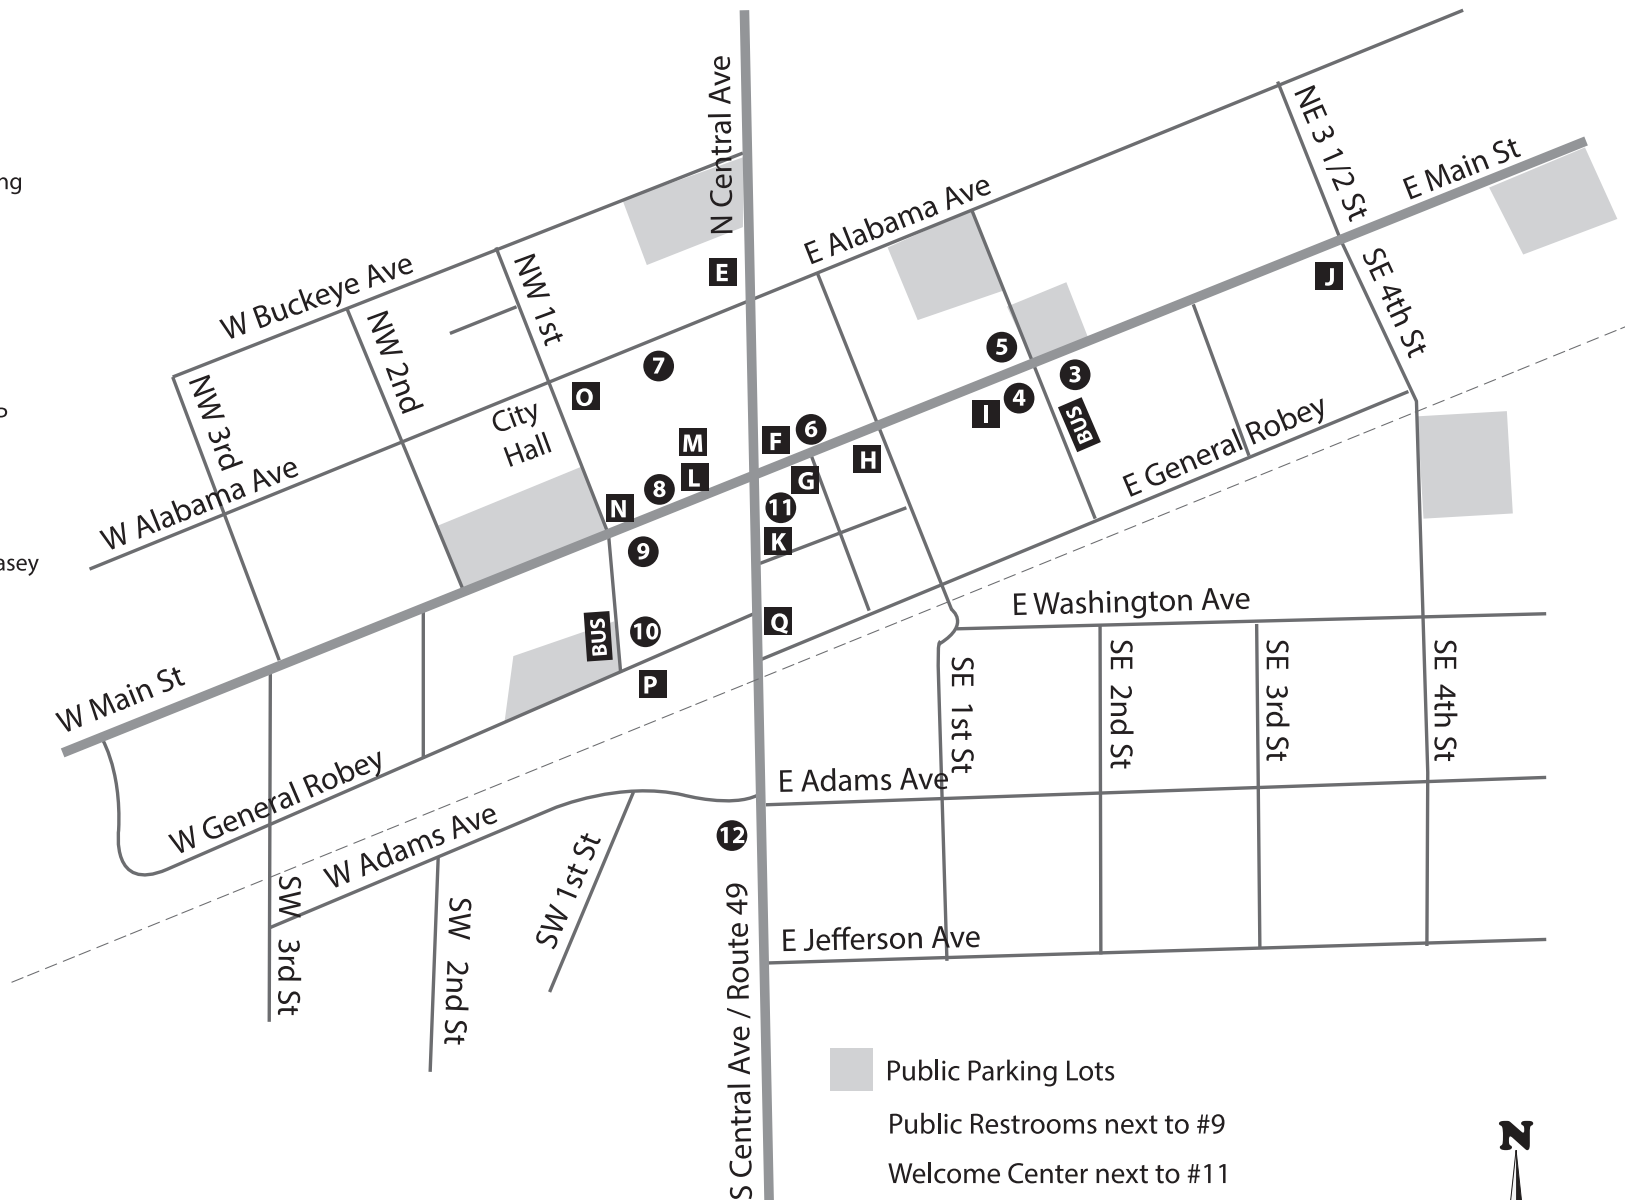 ng
P
asey
N Central Ave
NE 3 1/2 St
E Main St
E Alabama Ave
W Buckeye Ave
NW 1st
E
J
SE 4th St
NW 2nd
NW 3rd
7
5
3
O
4
I
City
Hall
BUS
M
F
6
H
E General Robey
L
G
8
N
11
W Alabama Ave
K
9
E Washington Ave
Q
BUS
10
P
SE 1st St
SE 2nd St
SE 3rd St
SE 4th St
W Main St
W General Robey
E Adams Ave
W Adams Ave
12
SW 1st St
SW 3rd St
SW 2nd St
S Central Ave / Route 49
E Jefferson Ave
Public Parking Lots
Public Restrooms next to #9
Welcome Center next to #11
N